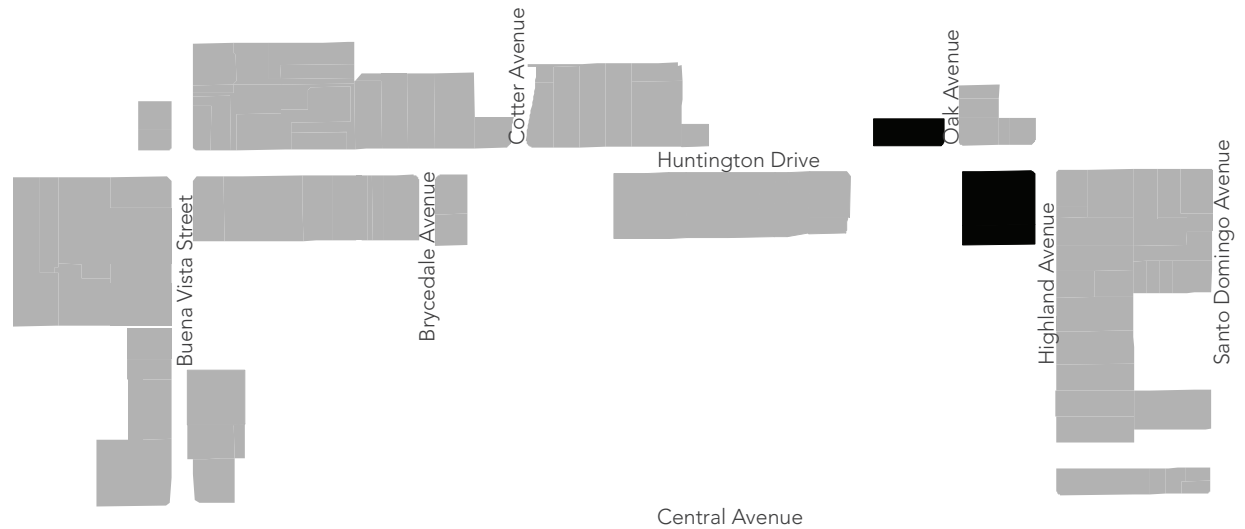 Cotter Avenue
Oak Avenue
Huntington Drive
Santo Domingo Avenue
Brycedale Avenue
Buena Vista Street
Highland Avenue
Central Avenue